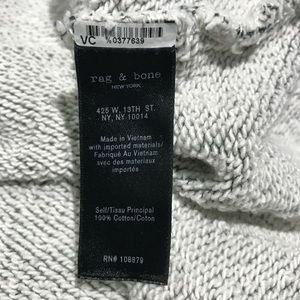 VC %0377639
rag & bone
NEW YORK
425 W. 13TH ST.
NY, NY 10014
Made in Vietnam
with imported materials/
Fabriqué Au Vietnam
avec des materiaux
importés
Self/Tissu Principal
100% Cotton/Coton
RN# 108879